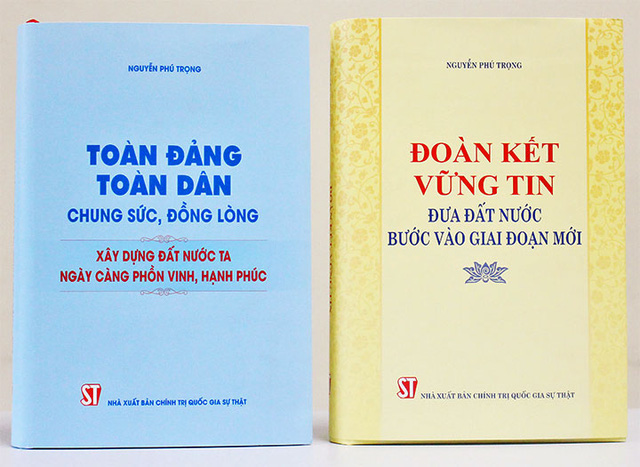 NGUYỄN PHÚ TRỌNG
TOÀN ĐẢNG
TOÀN DÂN
CHUNG SỨC, ĐỒNG LÒNG
XÂY DỰNG ĐẤT NƯỚC TA
NGÀY CÀNG PHỒN VINH, HẠNH PHÚC
ST
NHÀ XUẤT BẢN CHÍNH TRỊ QUỐC GIA SỰ THẬT
NGUYỄN PHÚ TRỌNG
ĐOÀN KẾT
VỮNG TIN
ĐƯA ĐẤT NƯỚC
BƯỚC VÀO GIAI ĐOẠN MỚI
ST
NHÀ XUẤT BẢN CHÍNH TRỊ QUỐC GIA SỰ THẬT